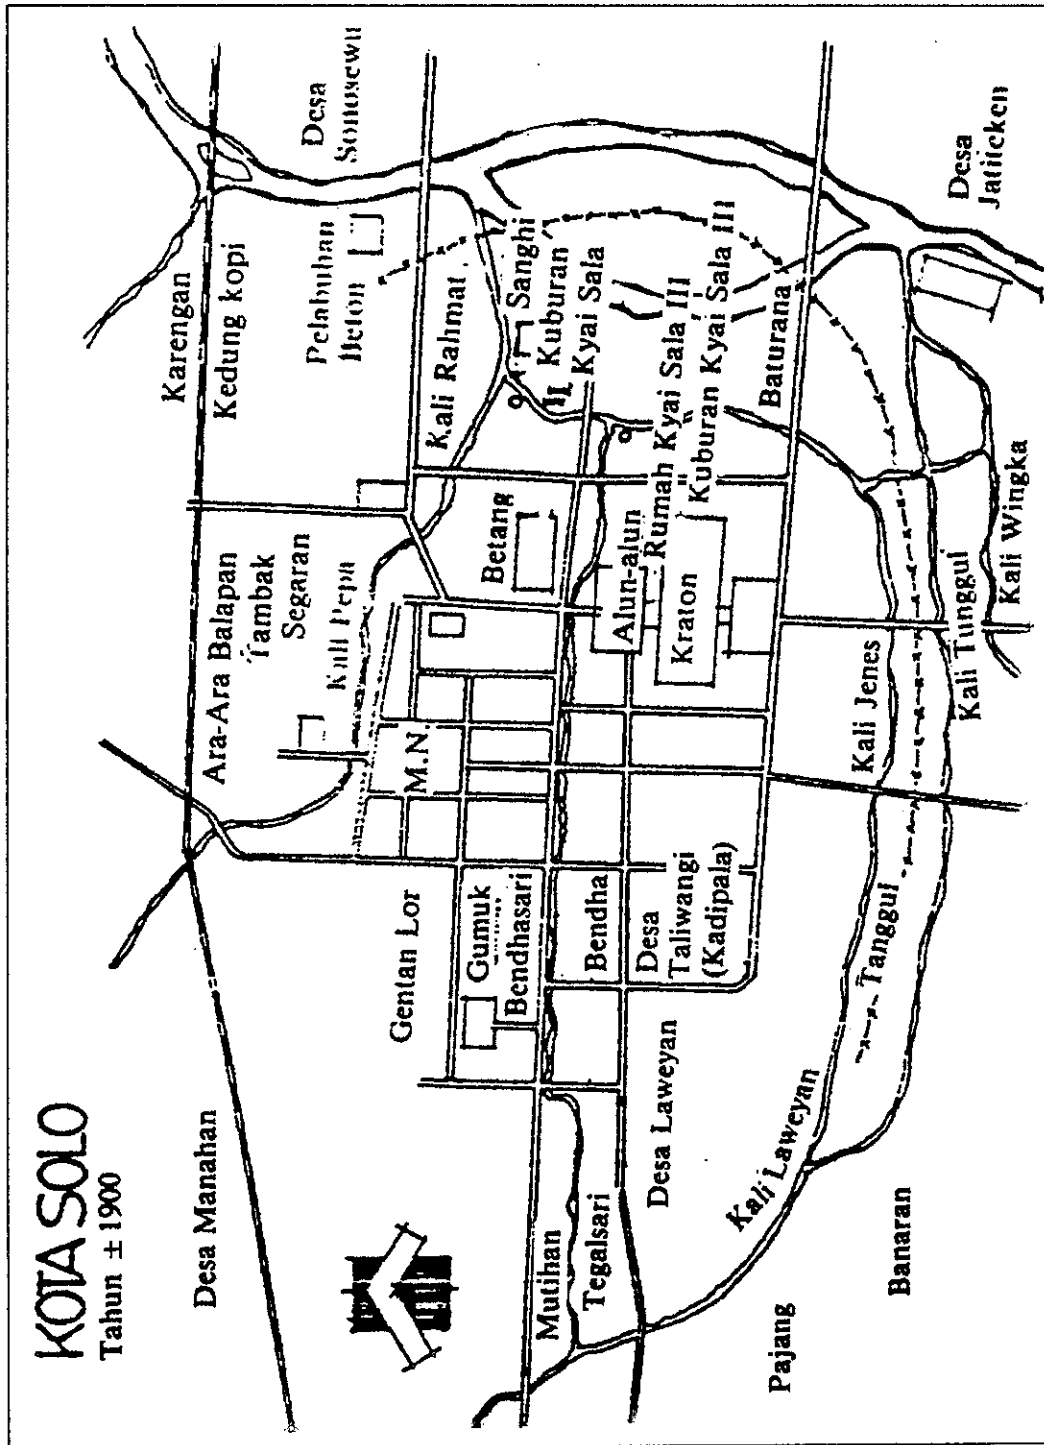 KOTA SOLO
Tahun ± 1900
Desa Manahan
Ara-Ara Balapan
Tambak
Segaran
Karengan
Kedung kopi
Desa
Pelabuhan
Kali Rahmat
Kali Pepe
M.N.
Gentan Lor
Gumuk
Bendhasari
Betang
Sanghi
Kuburan
Kyai Sala
Alun-alun
Rumah Kyai Sala III
Kuburan Kyai Sala III
Kraton
Baturana
Mutihan
Tegalsari
Bendha
Desa
Taliwangi
(Kadipala)
Desa Laweyan
Kali Laweyan
Pajang
Banaran
Tanggul
Kali Jenes
Kali Tunggul
Kali Wingka
Desa